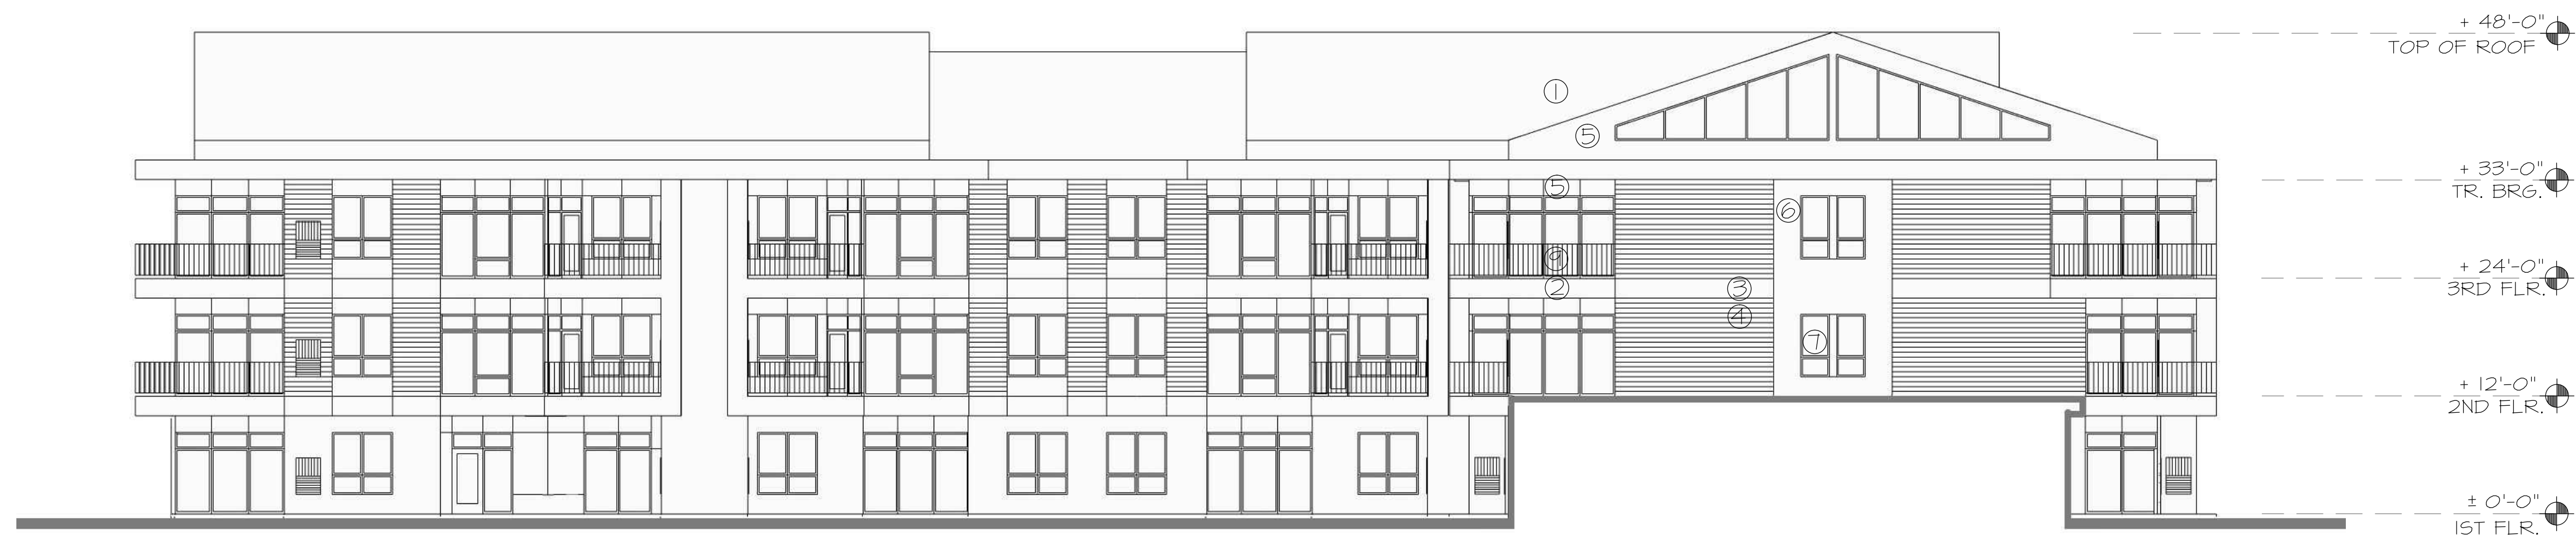 + 48'-0"
TOP OF ROOF
1
5
+ 33'-0"
TR. BRG.
5
6
9
2
3
4
7
+ 24'-0"
3RD FLR.
+ 12'-0"
2ND FLR.
± 0'-0"
1ST FLR.